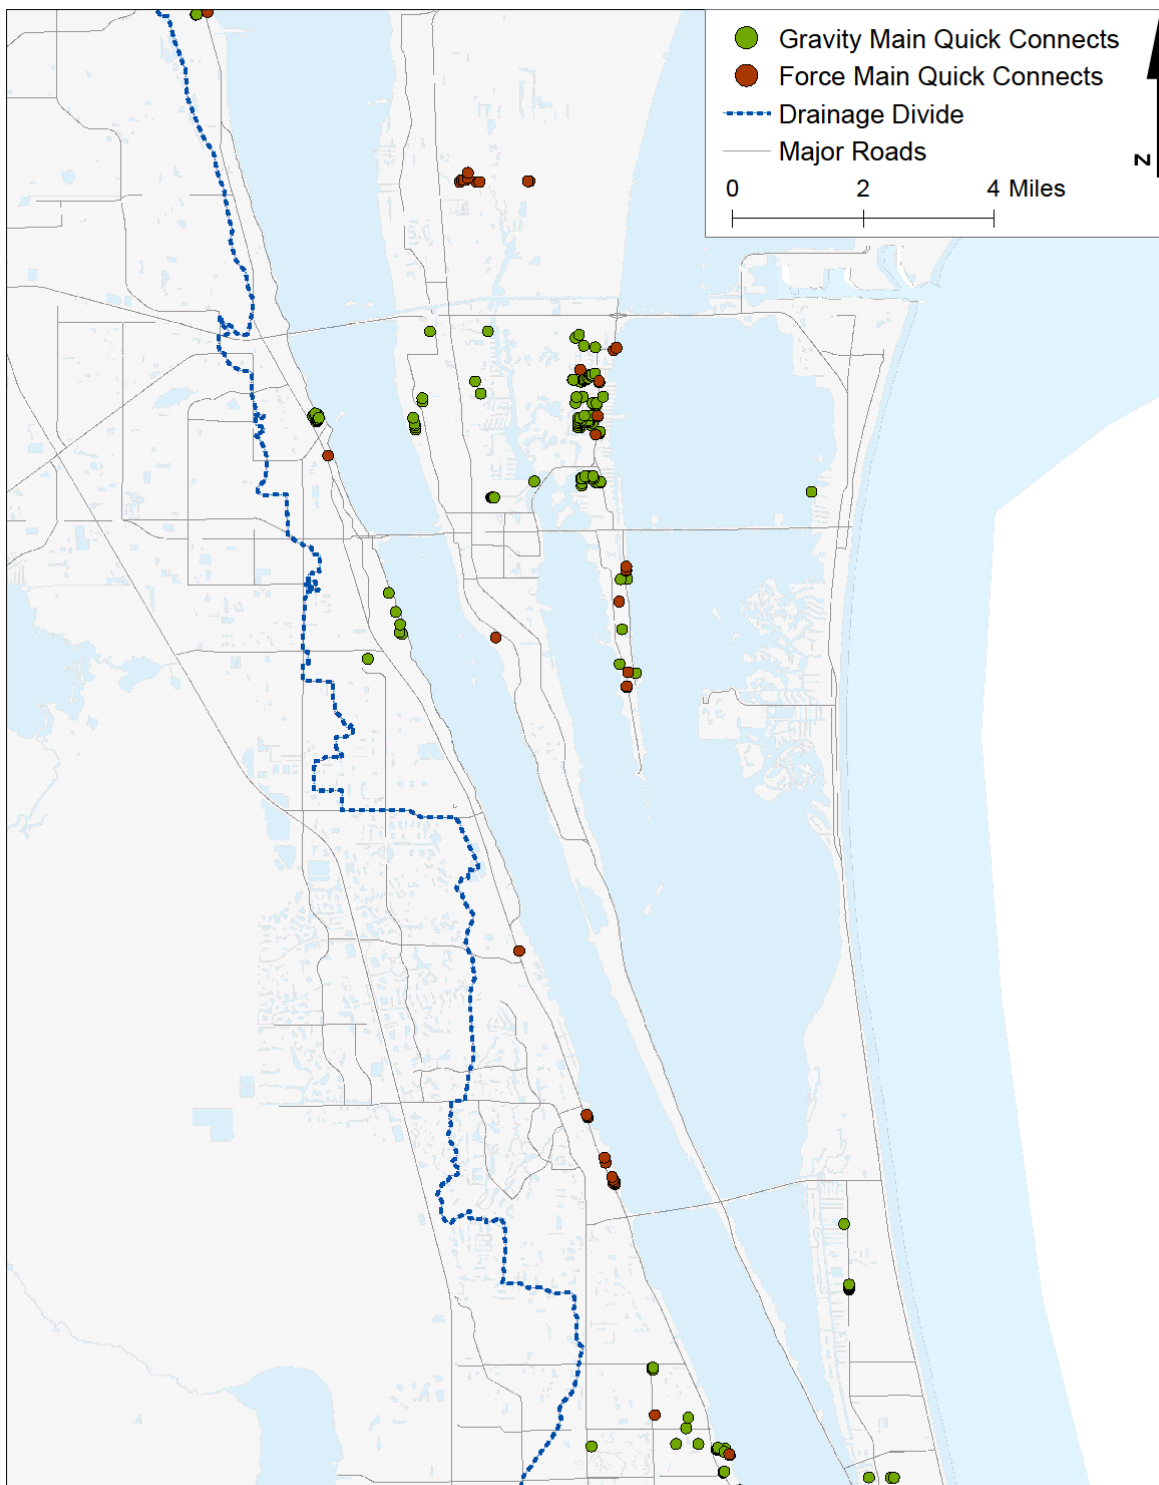 Gravity Main Quick Connects
Force Main Quick Connects
Drainage Divide
Major Roads
0 2 4 Miles
N